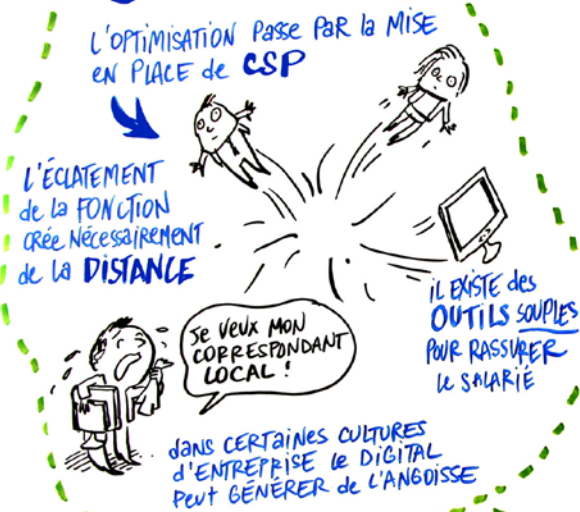 L'OPTIMISATION PASSE PAR la MISE
EN PLACE de CSP
L'ÉCLATEMENT
de la FONCTION
CRÉE NÉCESSAIREMENT
de la DISTANCE
IL EXISTE des
OUTILS SOUPLES
POUR RASSURER
le SALARIÉ
Je VEUX MON
CORRESPONDANT
LOCAL !
dans CERTAINES CULTURES
d'ENTREPRISE le DIGITAL
Peut GÉNÉRER de L'ANGOISSE